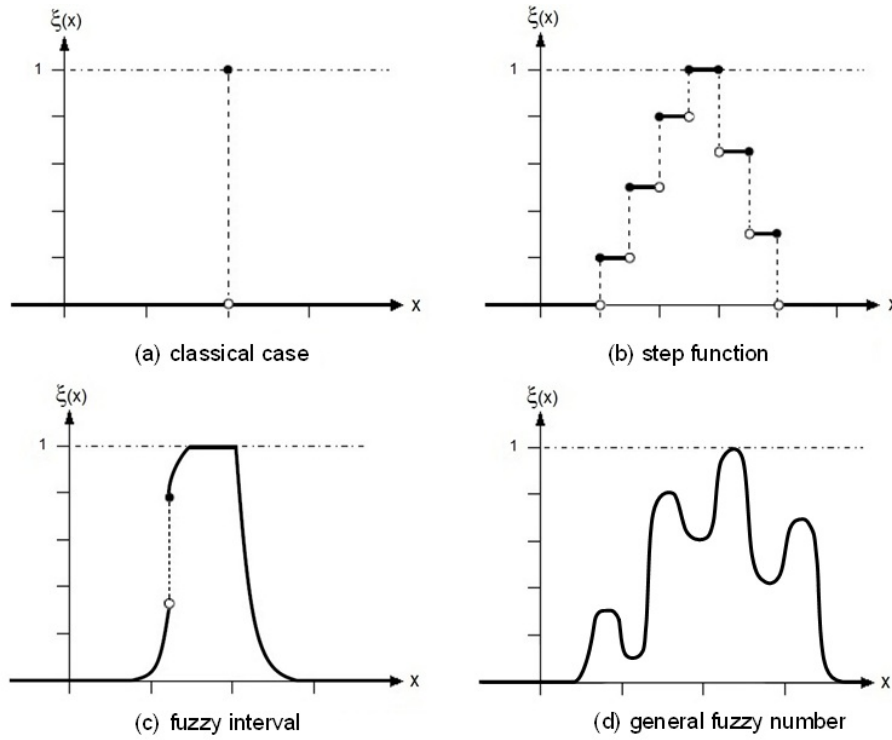 ξ(x)
1
x
(a) classical case
ξ(x)
1
x
(b) step function
ξ(x)
1
x
(c) fuzzy interval
ξ(x)
1
x
(d) general fuzzy number